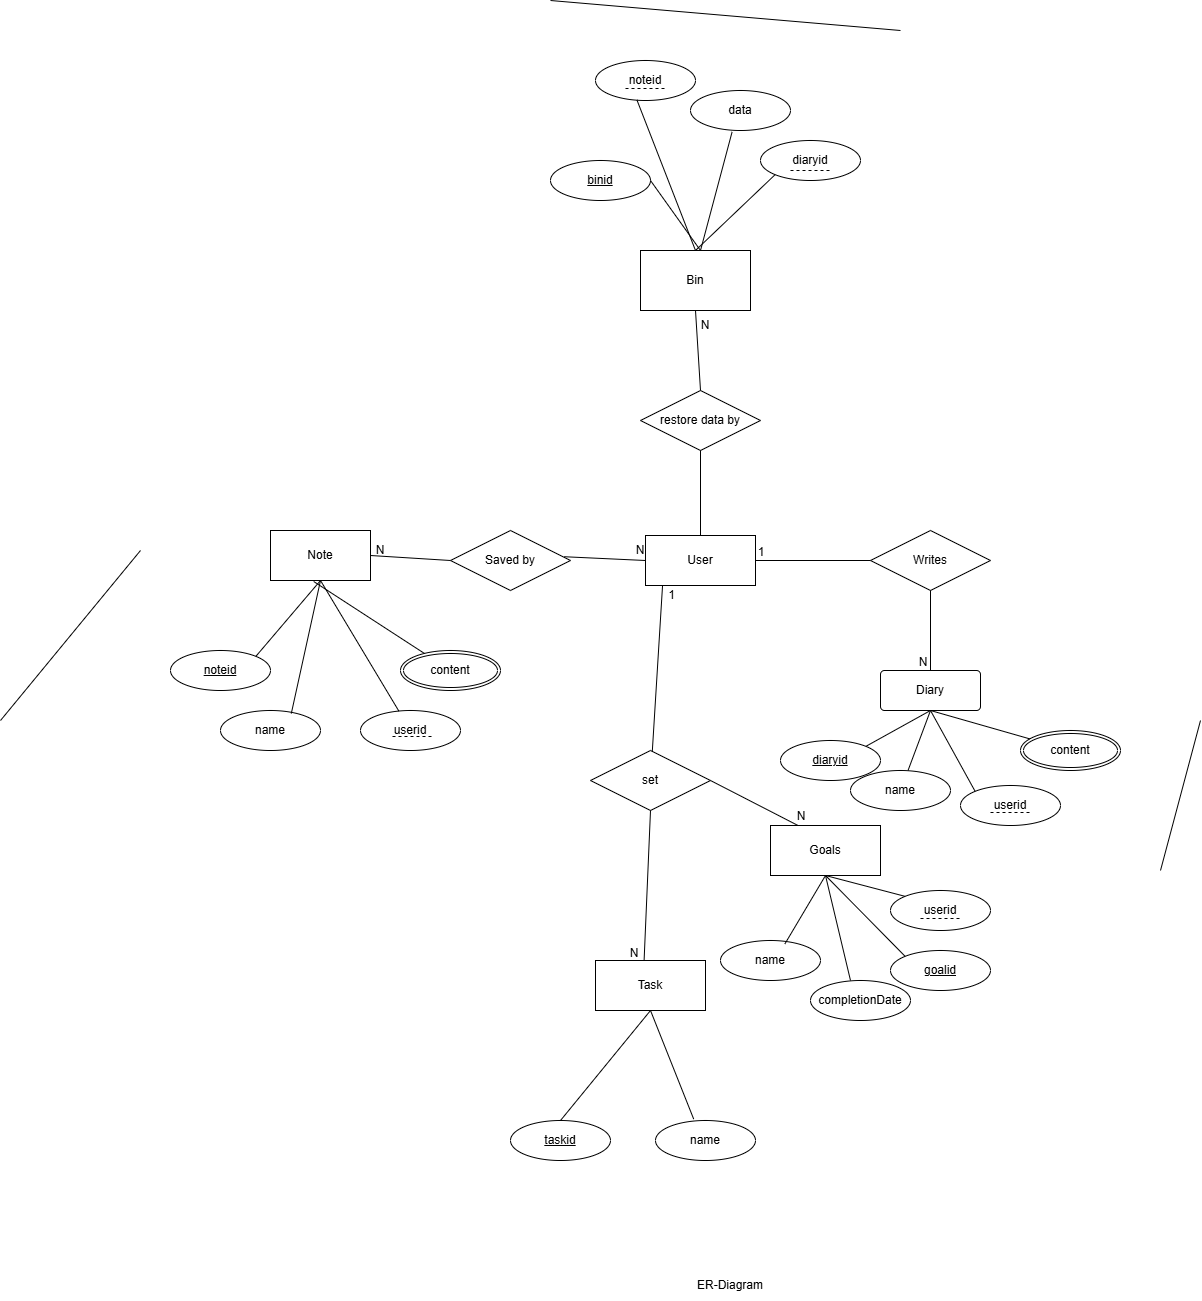 noteid
data
diaryid
binid
Bin
N
restore data by
Note
N
Saved by
N
User
1
Writes
1
N
noteid
content
name
userid
Diary
diaryid
name
content
userid
set
N
Goals
userid
name
goalid
completionDate
N
Task
taskid
name
ER-Diagram